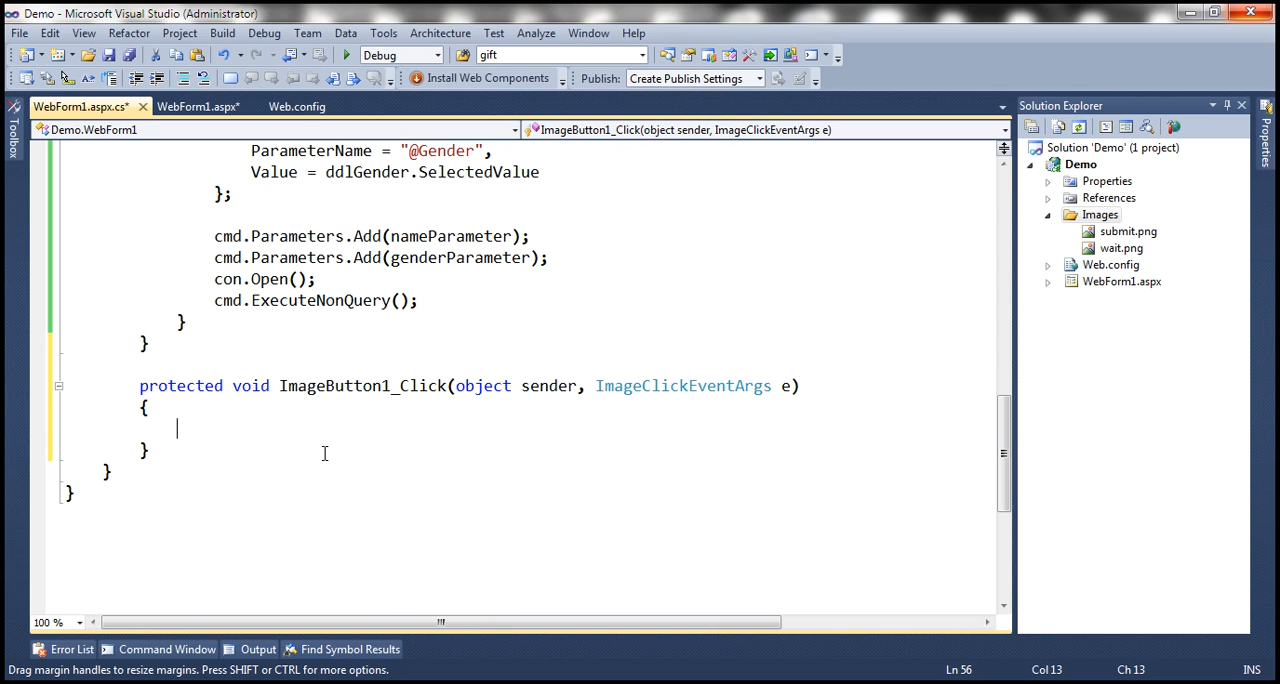 Demo - Microsoft Visual Studio (Administrator)
File Edit View Refactor Project Build Debug Team Data Tools Architecture Test Analyze Window Help
Debug gift
Install Web Components Publish: Create Publish Settings
WebForm1.aspx.cs* WebForm1.aspx* Web.config
Demo.WebForm1 ImageButton1_Click(object sender, ImageClickEventArgs e)
ParameterName = "@Gender",
Value = ddlGender.SelectedValue
};
cmd.Parameters.Add(nameParameter);
cmd.Parameters.Add(genderParameter);
con.Open();
cmd.ExecuteNonQuery();
}
}
protected void ImageButton1_Click(object sender, ImageClickEventArgs e)
{
}
}
}
100 %
Error List Command Window Output Find Symbol Results
Drag margin handles to resize margins. Press SHIFT or CTRL for more options. Ln 56 Col 13 Ch 13 INS
Toolbox
Solution Explorer
Solution 'Demo' (1 project)
Demo
Properties
References
Images
submit.png
wait.png
Web.config
WebForm1.aspx
Properties